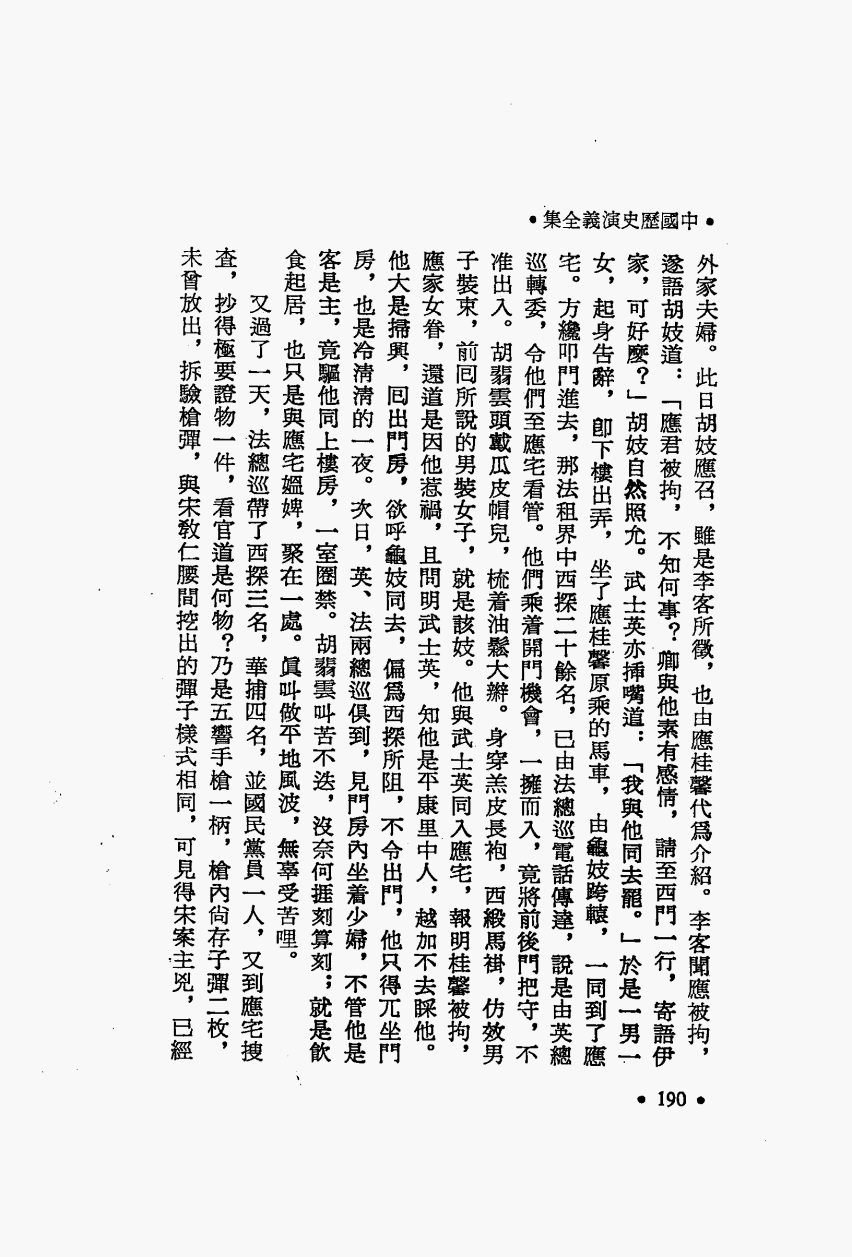 •中國歷史演義全集•
外家夫婦。此日胡妓應召，雖是李客所徵，也由應桂馨代爲介紹。李客聞應被拘，
遂語胡妓道：「應君被拘，不知何事？卿與他素有感情，請至西門一行，寄語伊
家，可好麼？」胡妓自然照允。武士英亦插嘴道：「我與他同去罷。」於是一男一
女，起身告辭，卽下樓出弄，坐了應桂馨原乘的馬車，由龜妓跨轅，一同到了應
宅。方纔叩門進去，那法租界中西探二十餘名，已由法總巡電話傳達，說是由英總
巡轉委，令他們至應宅看管。他們乘着開門機會，一擁而入，竟將前後門把守，不
准出入。胡翡雲頭戴瓜皮帽兒，梳着油鬆大辮。身穿羔皮長袍，西緞馬褂，仿效男
子裝束，前回所說的男裝女子，就是該妓。他與武士英同入應宅，報明桂馨被拘，
應家女眷，還道是因他惹禍，且問明武士英，知他是平康里中人，越加不去睬他。
他大是掃興，回出門房，欲呼龜妓同去，偏爲西探所阻，不令出門，他只得兀坐門
房，也是冷清清的一夜。次日，英、法兩總巡俱到，見門房內坐着少婦，不管他是
客是主，竟驅他同上樓房，一室圈禁。胡翡雲叫苦不迭，沒奈何捱刻算刻；就是飲
食起居，也只是與應宅媼婢，聚在一處。眞叫做平地風波，無辜受苦哩。
又過了一天，法總巡帶了西探三名，華捕四名，並國民黨員一人，又到應宅搜
查，抄得極要證物一件，看官道是何物？乃是五響手槍一柄，槍內尙存子彈二枚，
未曾放出，拆驗槍彈，與宋敎仁腰間挖出的彈子樣式相同，可見得宋案主兇，已經
• 190 •